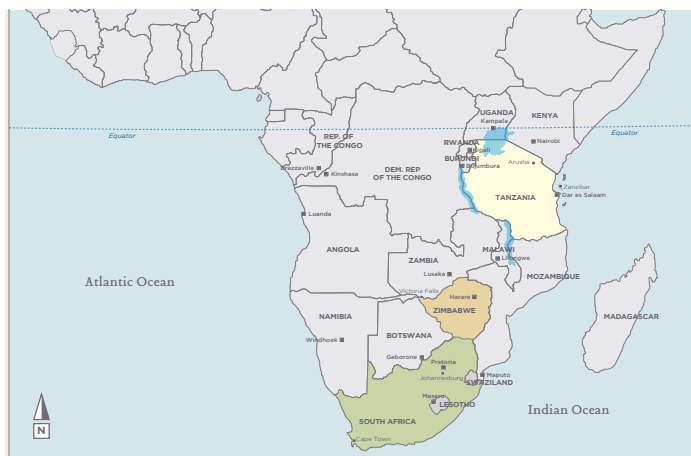 UGANDA
Kampala
KENYA
Equator
Equator
REP. OF
THE CONGO
RWANDA
Kigali
Nairobi
BURUNDI
Bujumbura
Arusha
Brazzaville
Kinshasa
DEM. REP
OF THE CONGO
Zanzibar
Dar es Salaam
TANZANIA
Luanda
ANGOLA
MALAWI
Lilongwe
ZAMBIA
Lusaka
MOZAMBIQUE
Atlantic Ocean
Victoria Falls
Harare
ZIMBABWE
NAMIBIA
MADAGASCAR
BOTSWANA
Windhoek
Gaborone
Pretoria
Johannesburg
Maputo
SWAZILAND
Maseru
LESOTHO
Indian Ocean
SOUTH AFRICA
Cape Town
N